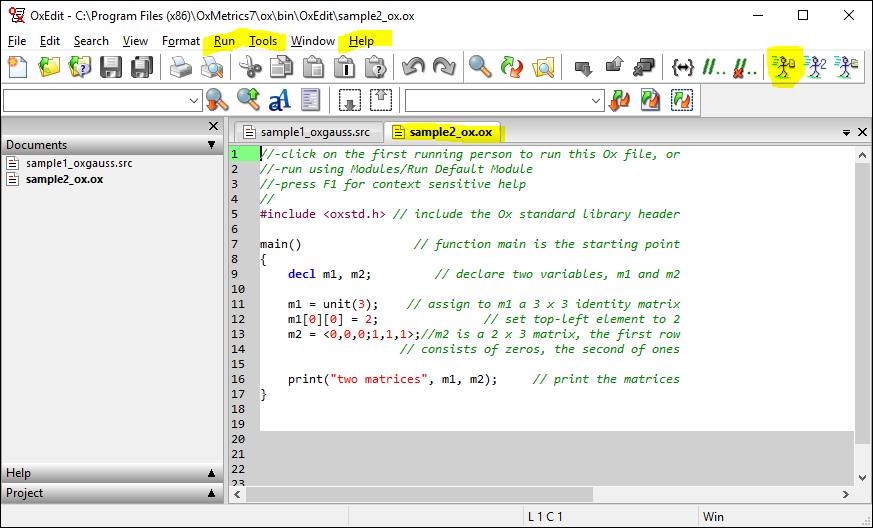 OxEdit - C:\Program Files (x86)\OxMetrics7\ox\bin\OxEdit\sample2_ox.ox
File Edit Search View Format Run Tools Window Help
Documents
sample1_oxgauss.src
sample2_ox.ox
Help
Project
sample1_oxgauss.src sample2_ox.ox
1 //-click on the first running person to run this Ox file, or
2 //-run using Modules/Run Default Module
3 //-press F1 for context sensitive help
4 //
5 #include <oxstd.h> // include the Ox standard library header
6
7 main() // function main is the starting point
8 {
9 decl m1, m2; // declare two variables, m1 and m2
10
11 m1 = unit(3); // assign to m1 a 3 x 3 identity matrix
12 m1[0][0] = 2; // set top-left element to 2
13 m2 = <0,0,0;1,1,1>;//m2 is a 2 x 3 matrix, the first row
14 // consists of zeros, the second of ones
15
16 print("two matrices", m1, m2); // print the matrices
17 }
18
19
20
21
22
23
L 1 C 1 Win